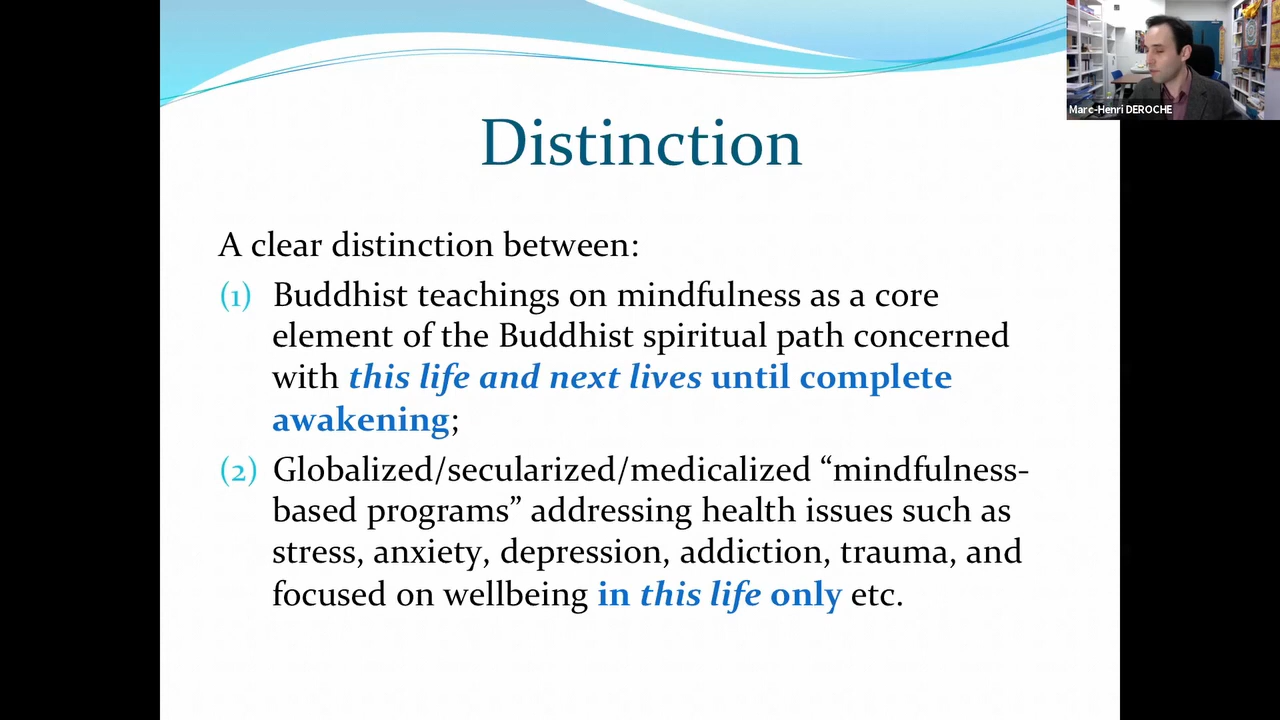 Marc-Henri DEROCHE
Distinction
A clear distinction between:
(1) Buddhist teachings on mindfulness as a core
element of the Buddhist spiritual path concerned
with this life and next lives until complete
awakening;
(2) Globalized/secularized/medicalized “mindfulness-
based programs” addressing health issues such as
stress, anxiety, depression, addiction, trauma, and
focused on wellbeing in this life only etc.